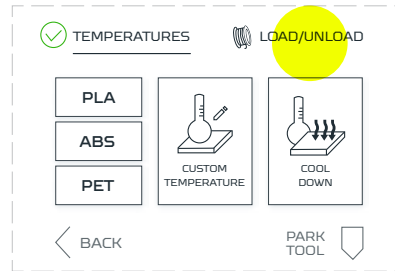 TEMPERATURES
LOAD/UNLOAD
PLA
ABS
PET
CUSTOM
TEMPERATURE
COOL
DOWN
BACK
PARK
TOOL